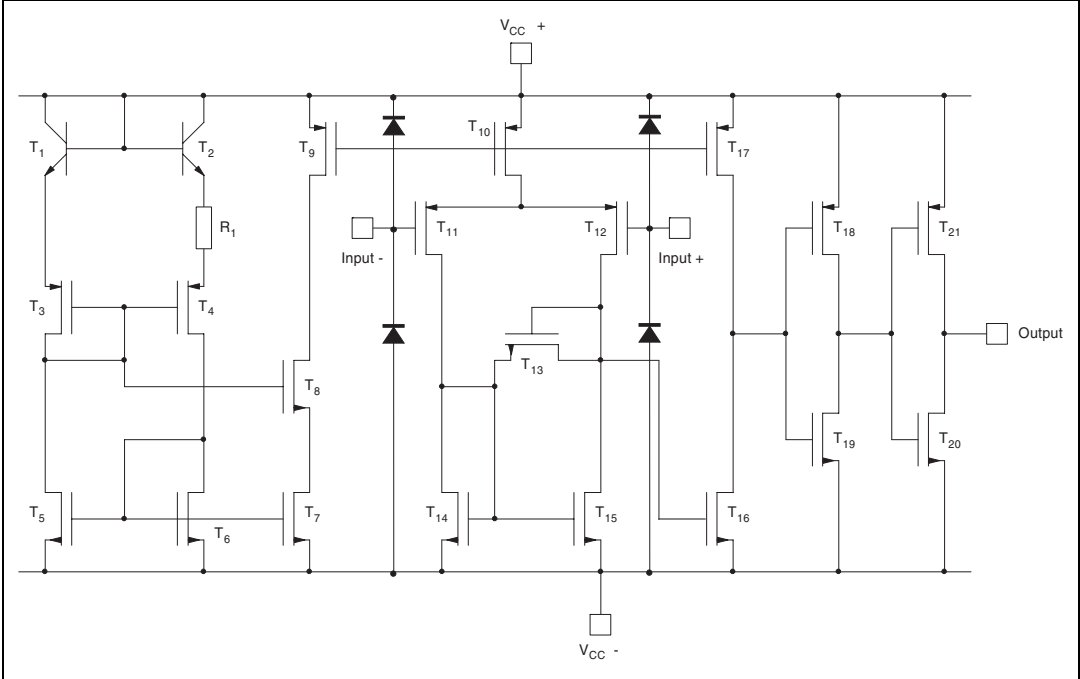 VCC +
T1
T2
T9
T10
T17
R1
T11
T12
T18
T21
Input -
Input +
T3
T4
Output
T13
T8
T19
T20
T5
T6
T7
T14
T15
T16
VCC -